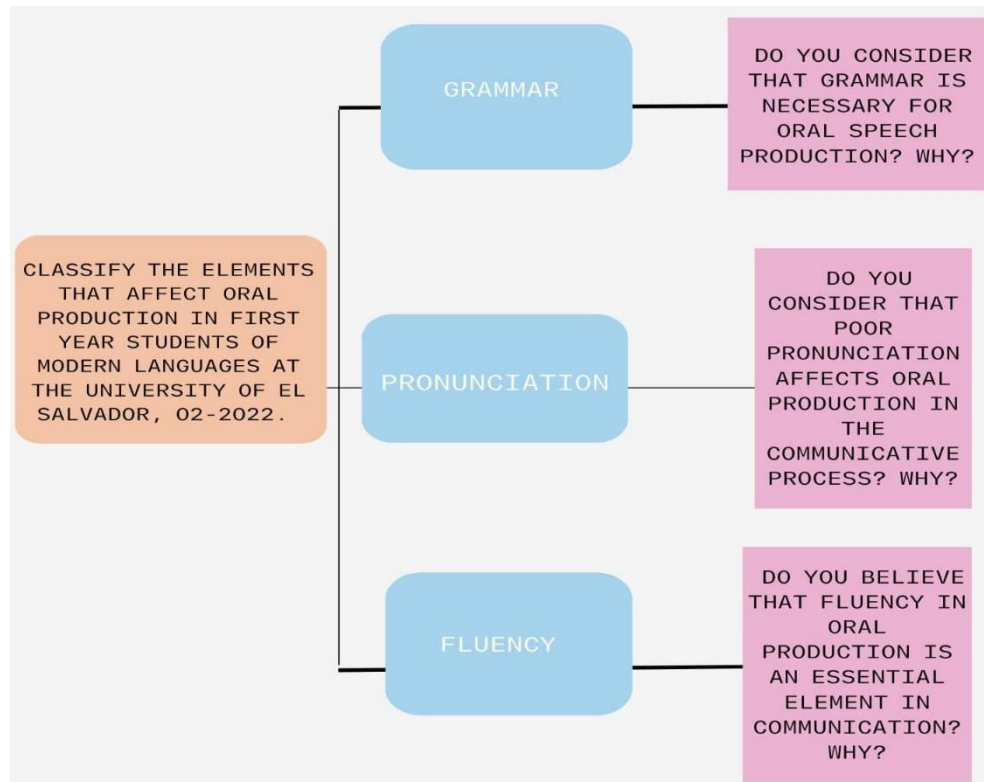 CLASSIFY THE ELEMENTS
THAT AFFECT ORAL
PRODUCTION IN FIRST
YEAR STUDENTS OF
MODERN LANGUAGES AT
THE UNIVERSITY OF EL
SALVADOR, 02-2022.
GRAMMAR
DO YOU CONSIDER
THAT GRAMMAR IS
NECESSARY FOR
ORAL SPEECH
PRODUCTION? WHY?
PRONUNCIATION
DO YOU
CONSIDER THAT
POOR
PRONUNCIATION
AFFECTS ORAL
PRODUCTION IN
THE
COMMUNICATIVE
PROCESS? WHY?
FLUENCY
DO YOU BELIEVE
THAT FLUENCY IN
ORAL
PRODUCTION IS
AN ESSENTIAL
ELEMENT IN
COMMUNICATION?
WHY?